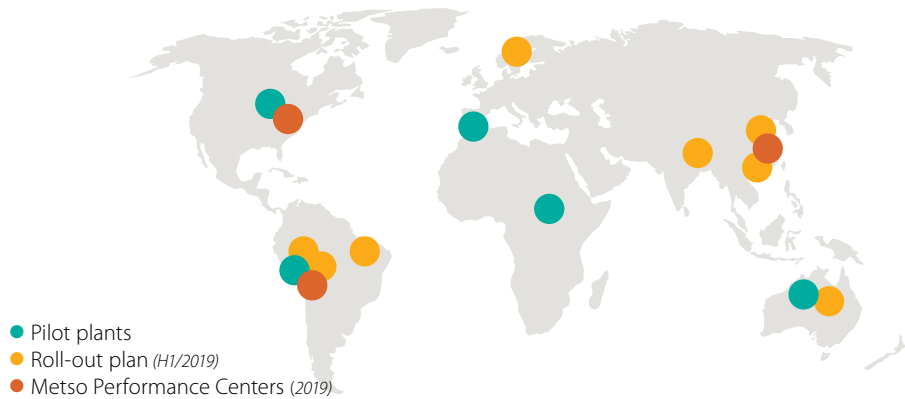 Pilot plants
Roll-out plan (H1/2019)
Metso Performance Centers (2019)